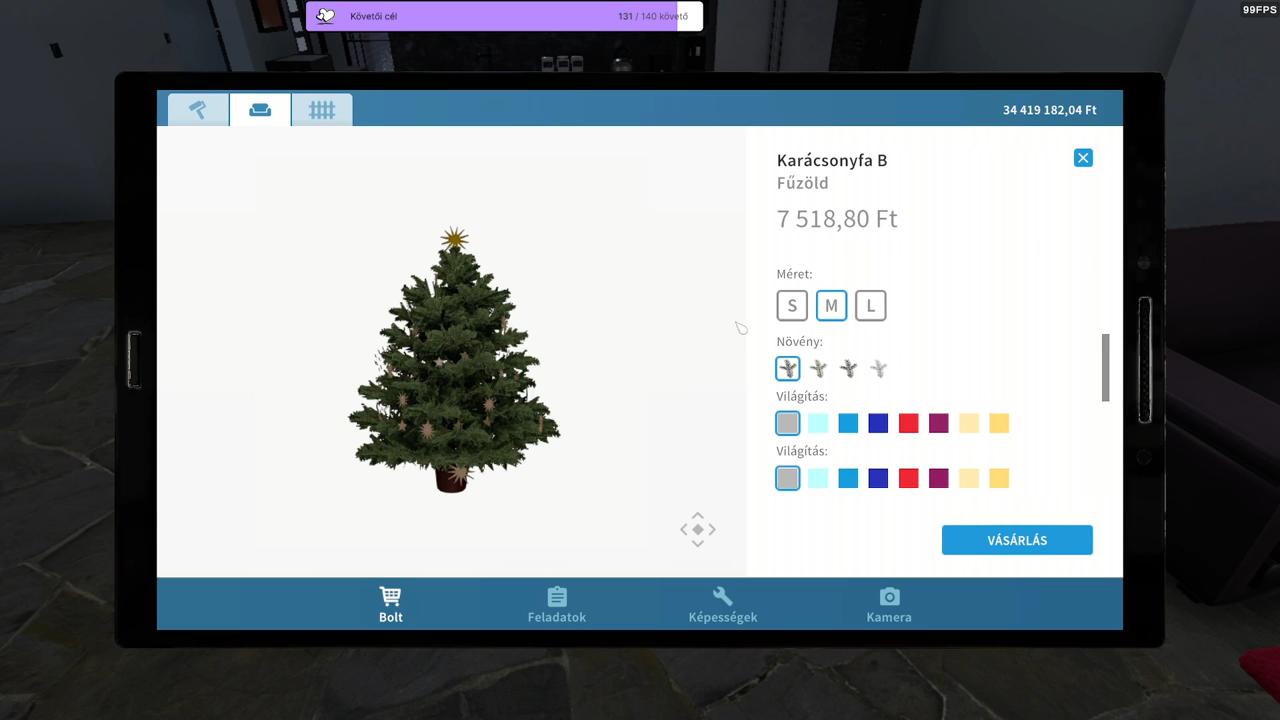 Követői cél
131 / 140 követő
99FPS
34 419 182,04 Ft
Karácsonyfa B
Fűzöld
7 518,80 Ft
Méret:
S M L
Növény:
Világítás:
Világítás:
VÁSÁRLÁS
Bolt Feladatok Képességek Kamera